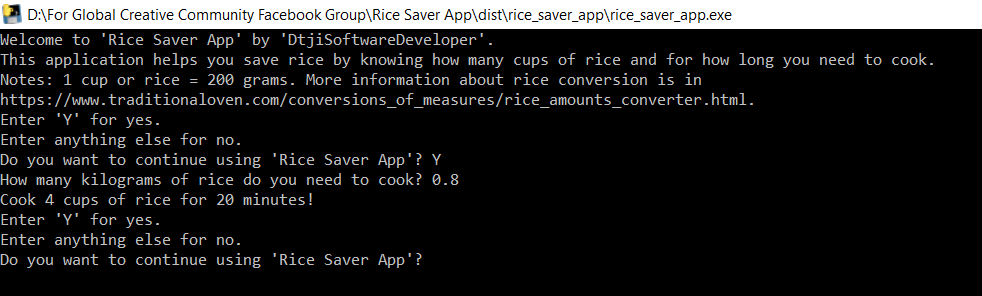 D:\For Global Creative Community Facebook Group\Rice Saver App\dist\rice_saver_app\rice_saver_app.exe
Welcome to 'Rice Saver App' by 'DtjiSoftwareDeveloper'.
This application helps you save rice by knowing how many cups of rice and for how long you need to cook.
Notes: 1 cup or rice = 200 grams. More information about rice conversion is in
https://www.traditionaloven.com/conversions_of_measures/rice_amounts_converter.html.
Enter 'Y' for yes.
Enter anything else for no.
Do you want to continue using 'Rice Saver App'? Y
How many kilograms of rice do you need to cook? 0.8
Cook 4 cups of rice for 20 minutes!
Enter 'Y' for yes.
Enter anything else for no.
Do you want to continue using 'Rice Saver App'?